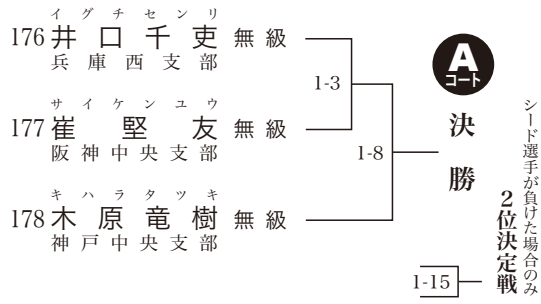 イグチセンリ
176 井口千吏 無級
兵庫西支部
サイケンユウ
177 崔堅友 無級
阪神中央支部
キハラタツキ
178 木原竜樹 無級
神戸中央支部
1-3
1-8
A
コート
決勝
シード選手が負けた場合のみ
2位決定戦
1-15